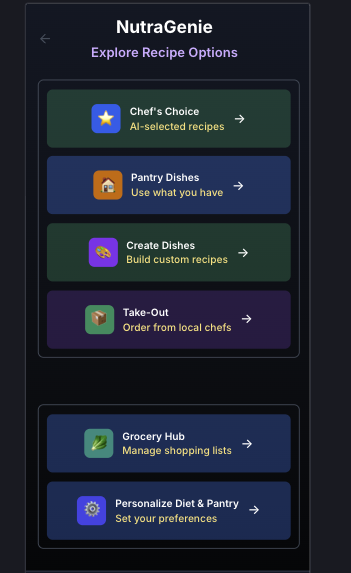 NutraGenie
Explore Recipe Options
Chef's Choice
AI-selected recipes
Pantry Dishes
Use what you have
Create Dishes
Build custom recipes
Take-Out
Order from local chefs
Grocery Hub
Manage shopping lists
Personalize Diet & Pantry
Set your preferences